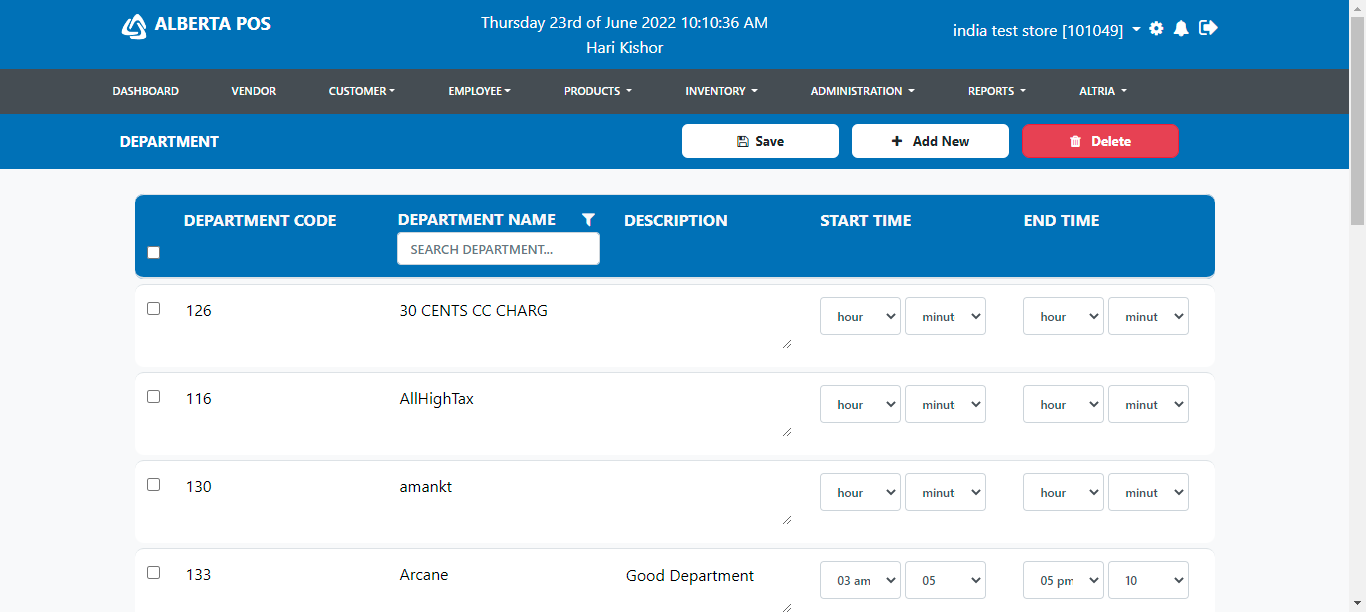 ALBERTA POS
Thursday 23rd of June 2022 10:10:36 AM
Hari Kishor
india test store [101049]
DASHBOARD VENDOR CUSTOMER EMPLOYEE PRODUCTS INVENTORY ADMINISTRATION REPORTS ALTRIA
DEPARTMENT Save Add New Delete
DEPARTMENT CODE DEPARTMENT NAME DESCRIPTION START TIME END TIME
SEARCH DEPARTMENT...
126 30 CENTS CC CHARG hour minut hour minut
116 AllHighTax hour minut hour minut
130 amankt hour minut hour minut
133 Arcane Good Department 03 am 05 05 pm 10